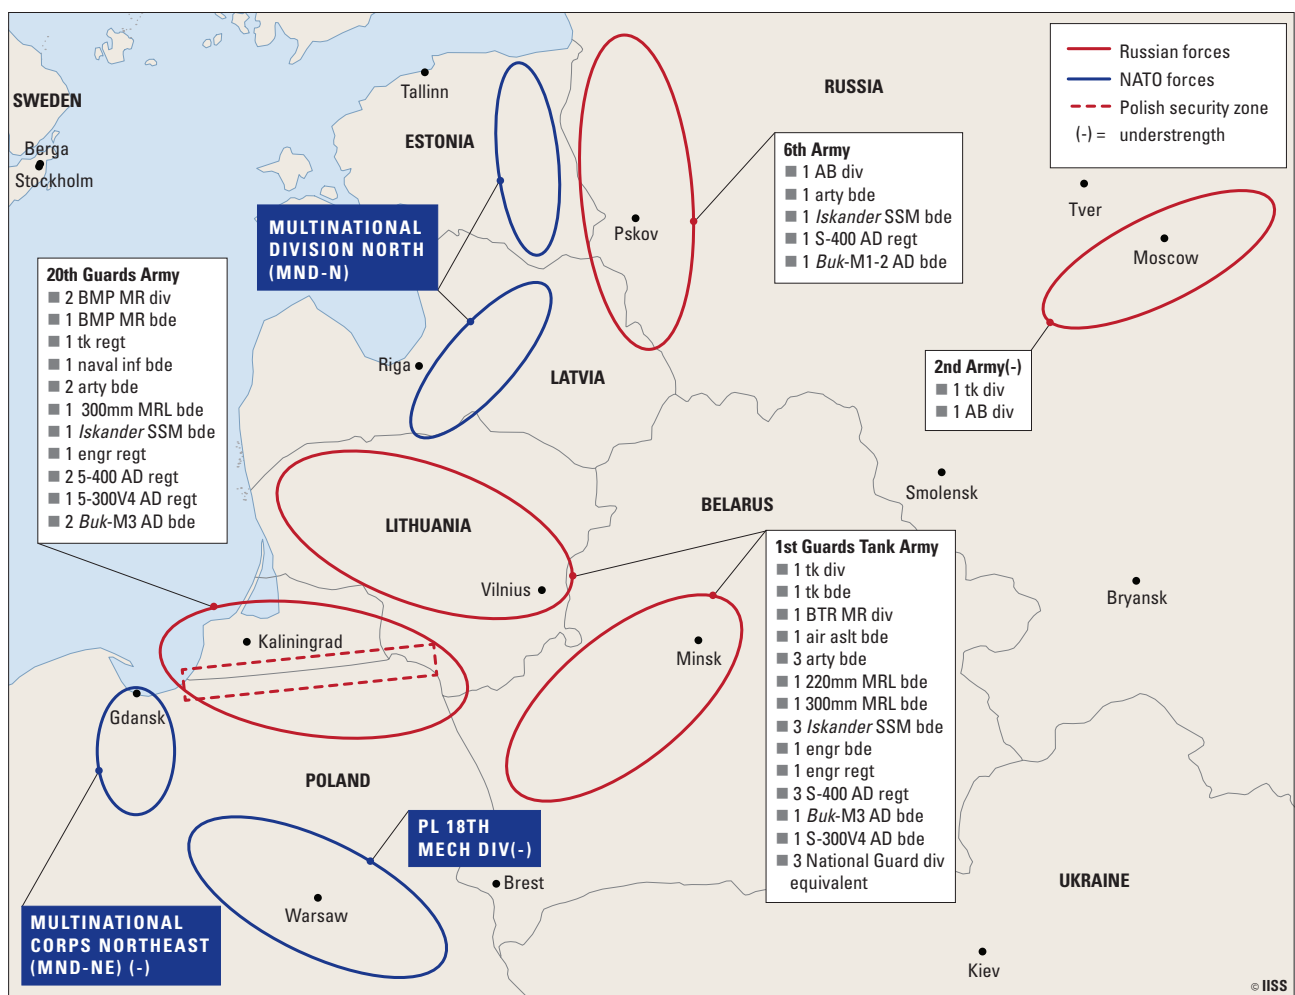 SWEDEN
Berga
Stockholm
Tallinn
ESTONIA
RUSSIA
Russian forces
NATO forces
Polish security zone
(-) = understrength
MULTINATIONAL
DIVISION NORTH
(MND-N)
Pskov
6th Army
1 AB div
1 arty bde
1 Iskander SSM bde
1 S-400 AD regt
1 Buk-M1-2 AD bde
Tver
Moscow
2nd Army(-)
1 tk div
1 AB div
20th Guards Army
2 BMP MR div
1 BMP MR bde
1 tk regt
1 naval inf bde
2 arty bde
1 300mm MRL bde
1 Iskander SSM bde
1 engr regt
2 5-400 AD regt
1 5-300V4 AD regt
2 Buk-M3 AD bde
Riga
LATVIA
LITHUANIA
Vilnius
BELARUS
Smolensk
Bryansk
1st Guards Tank Army
1 tk div
1 tk bde
1 BTR MR div
1 air aslt bde
3 arty bde
1 220mm MRL bde
1 300mm MRL bde
3 Iskander SSM bde
1 engr bde
1 engr regt
3 S-400 AD regt
1 Buk-M3 AD bde
1 S-300V4 AD bde
3 National Guard div
equivalent
Kaliningrad
Minsk
Gdansk
POLAND
PL 18TH
MECH DIV(-)
Brest
Warsaw
MULTINATIONAL
CORPS NORTHEAST
(MND-NE) (-)
UKRAINE
Kiev
© IISS